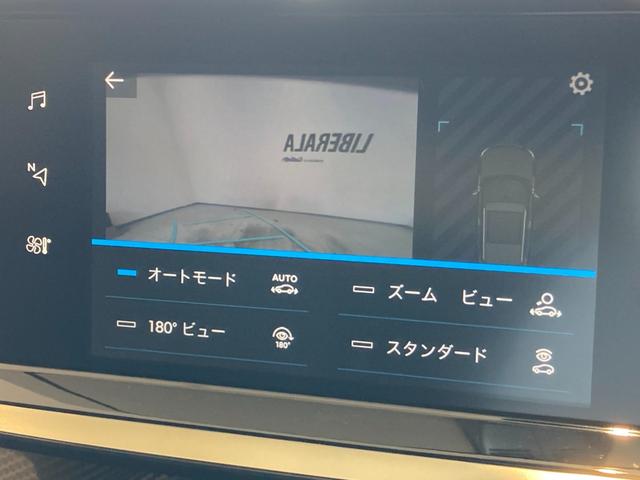 LIBERALA
N
オートモード
AUTO
ズーム ビュー
180°ビュー
180°
スタンダード